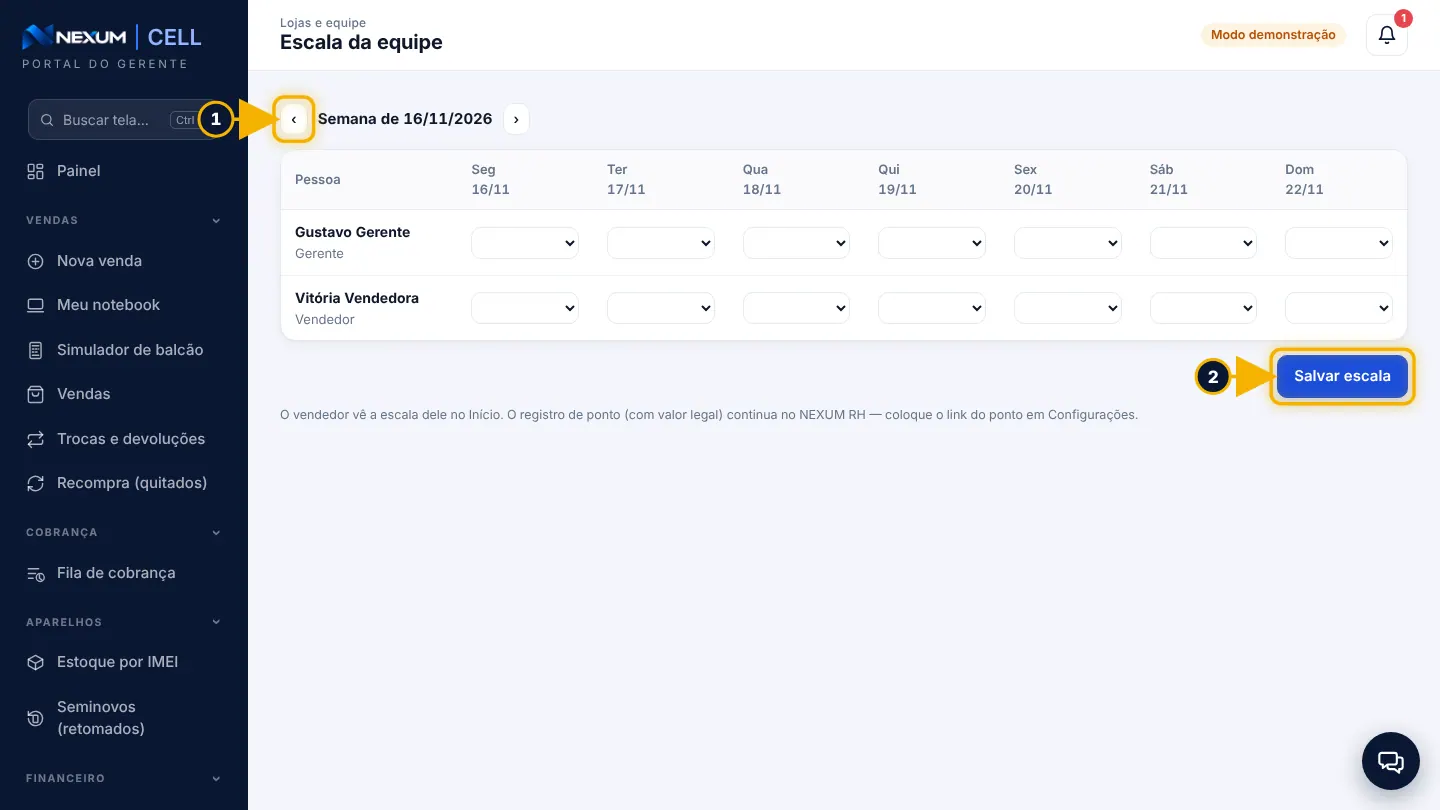 NEXUM | CELL
PORTAL DO GERENTE
Buscar tela... Ctrl
Painel
VENDAS
Nova venda
Meu notebook
Simulador de balcão
Vendas
Trocas e devoluções
Recompra (quitados)
COBRANÇA
Fila de cobrança
APARELHOS
Estoque por IMEI
Seminovos
(retomados)
FINANCEIRO
Lojas e equipe
Escala da equipe
Modo demonstração
1
1
‹ Semana de 16/11/2026 ›
Pessoa
Seg 16/11
Ter 17/11
Qua 18/11
Qui 19/11
Sex 20/11
Sáb 21/11
Dom 22/11
Gustavo Gerente
Gerente
Vitória Vendedora
Vendedor
2
Salvar escala
O vendedor vê a escala dele no Início. O registro de ponto (com valor legal) continua no NEXUM RH — coloque o link do ponto em Configurações.